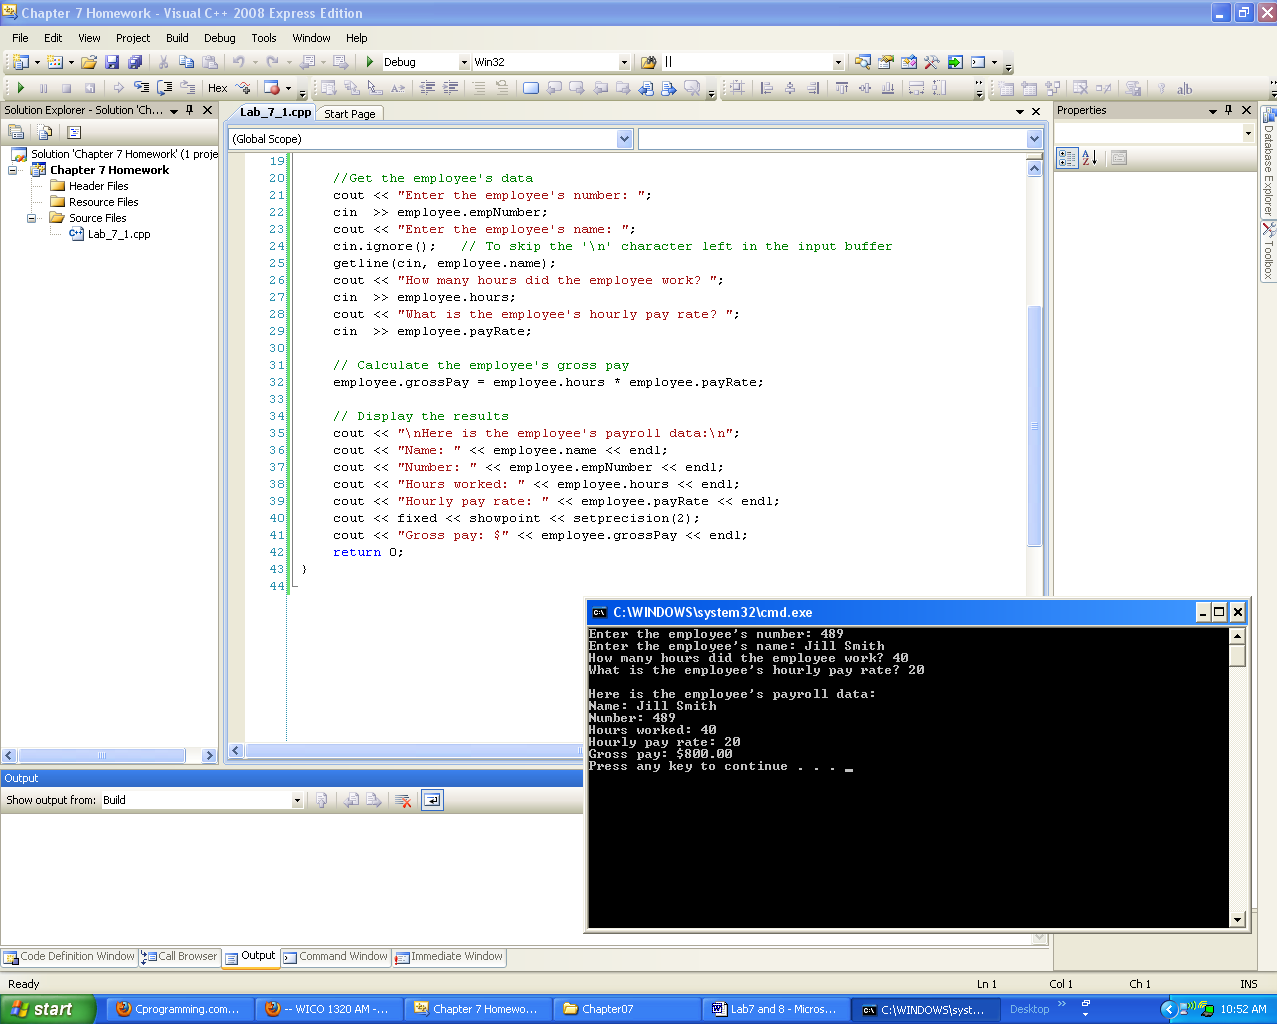 Chapter 7 Homework - Visual C++ 2008 Express Edition
File Edit View Project Build Debug Tools Window Help
Debug Win32 ||
Hex
Solution Explorer - Solution 'Ch...
Solution 'Chapter 7 Homework' (1 proje
Chapter 7 Homework
Header Files
Resource Files
Source Files
Lab_7_1.cpp
Lab_7_1.cpp Start Page
(Global Scope)
19
20 //Get the employee's data
21 cout << "Enter the employee's number: ";
22 cin  >> employee.empNumber;
23 cout << "Enter the employee's name: ";
24 cin.ignore();   // To skip the '\n' character left in the input buffer
25 getline(cin, employee.name);
26 cout << "How many hours did the employee work? ";
27 cin  >> employee.hours;
28 cout << "What is the employee's hourly pay rate? ";
29 cin  >> employee.payRate;
30
31 // Calculate the employee's gross pay
32 employee.grossPay = employee.hours * employee.payRate;
33
34 // Display the results
35 cout << "\nHere is the employee's payroll data:\n";
36 cout << "Name: " << employee.name << endl;
37 cout << "Number: " << employee.empNumber << endl;
38 cout << "Hours worked: " << employee.hours << endl;
39 cout << "Hourly pay rate: " << employee.payRate << endl;
40 cout << fixed << showpoint << setprecision(2);
41 cout << "Gross pay: $" << employee.grossPay << endl;
42 return 0;
43 }
44
Properties
Database Explorer
Toolbox
C:\WINDOWS\system32\cmd.exe
Enter the employee's number: 489
Enter the employee's name: Jill Smith
How many hours did the employee work? 40
What is the employee's hourly pay rate? 20
Here is the employee's payroll data:
Name: Jill Smith
Number: 489
Hours worked: 40
Hourly pay rate: 20
Gross pay: $800.00
Press any key to continue . . . _
Output
Show output from: Build
Code Definition Window Call Browser Output Command Window Immediate Window
Ready Ln 1 Col 1 Ch 1 INS
start Cprogramming.com... -- WICO 1320 AM -... Chapter 7 Homewo... Chapter07 Lab7 and 8 - Micros... C:\WINDOWS\syst... Desktop » 10:52 AM